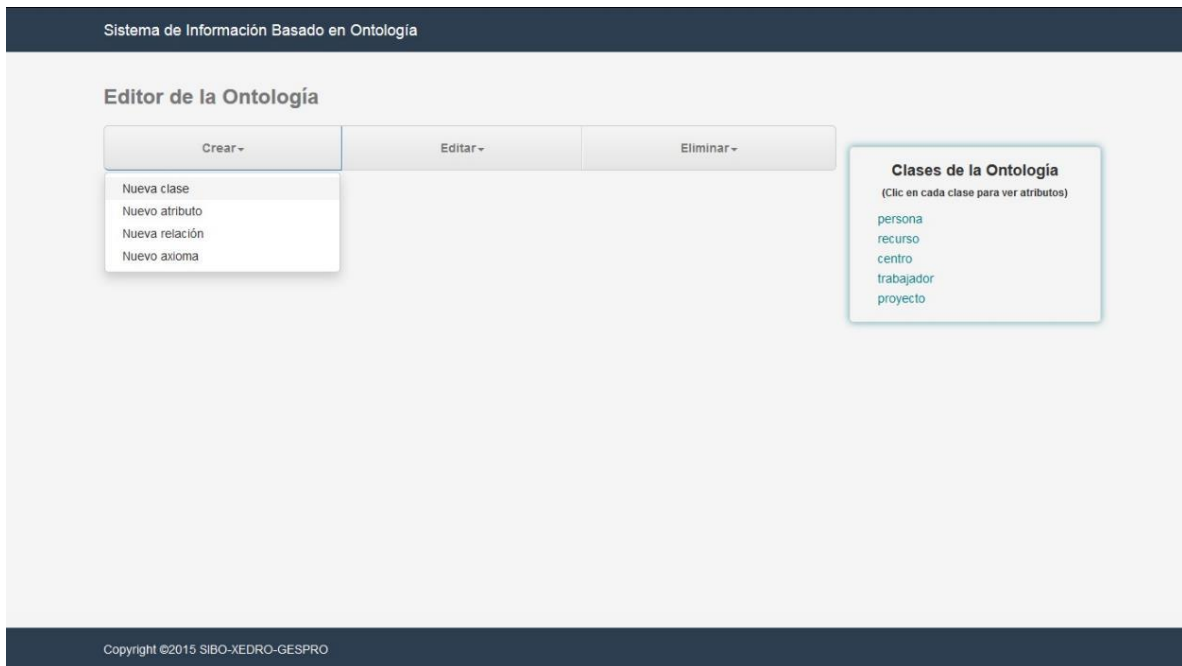 Sistema de Información Basado en Ontología
Editor de la Ontología
Crear
Editar
Eliminar
Nueva clase
Nuevo atributo
Nueva relación
Nuevo axioma
Clases de la Ontología
(Clic en cada clase para ver atributos)
persona
recurso
centro
trabajador
proyecto
Copyright ©2015 SIBO-XEDRO-GESPRO